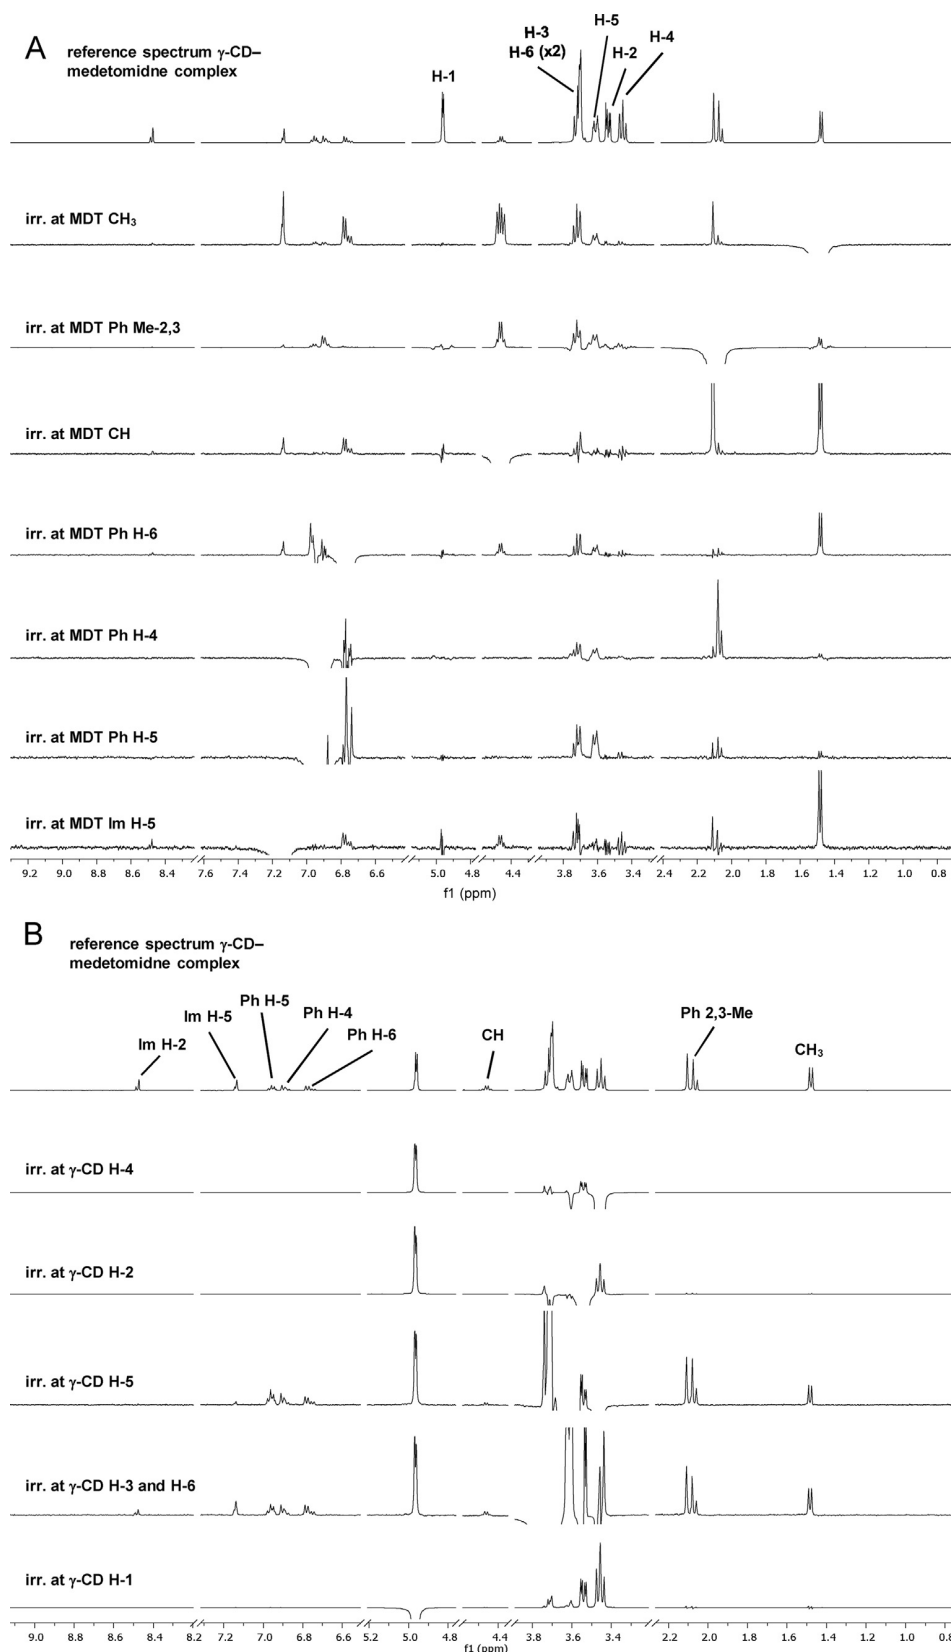 A
reference spectrum γ-CD–
medetomidne complex
H-1
H-3
H-6 (x2)
H-5
H-2
H-4
irr. at MDT CH₃
irr. at MDT Ph Me-2,3
irr. at MDT CH
irr. at MDT Ph H-6
irr. at MDT Ph H-4
irr. at MDT Ph H-5
irr. at MDT Im H-5
9.2 9.0 8.8 8.6 8.4 8.2 7.6 7.4 7.2 7.0 6.8 6.6 5.0 4.8 4.4 3.8 3.6 3.4 2.4 2.2 2.0 1.8 1.6 1.4 1.2 1.0 0.8
f1 (ppm)
B
reference spectrum γ-CD–
medetomidne complex
Im H-2
Im H-5
Ph H-5
Ph H-4
Ph H-6
CH
Ph 2,3-Me
CH₃
irr. at γ-CD H-4
irr. at γ-CD H-2
irr. at γ-CD H-5
irr. at γ-CD H-3 and H-6
irr. at γ-CD H-1
9.0 8.8 8.6 8.4 8.2 7.2 7.0 6.8 6.6 5.2 5.0 4.8 4.4 3.8 3.6 3.4 2.2 2.0 1.8 1.6 1.4 1.2 1.0 0.8
f1 (ppm)